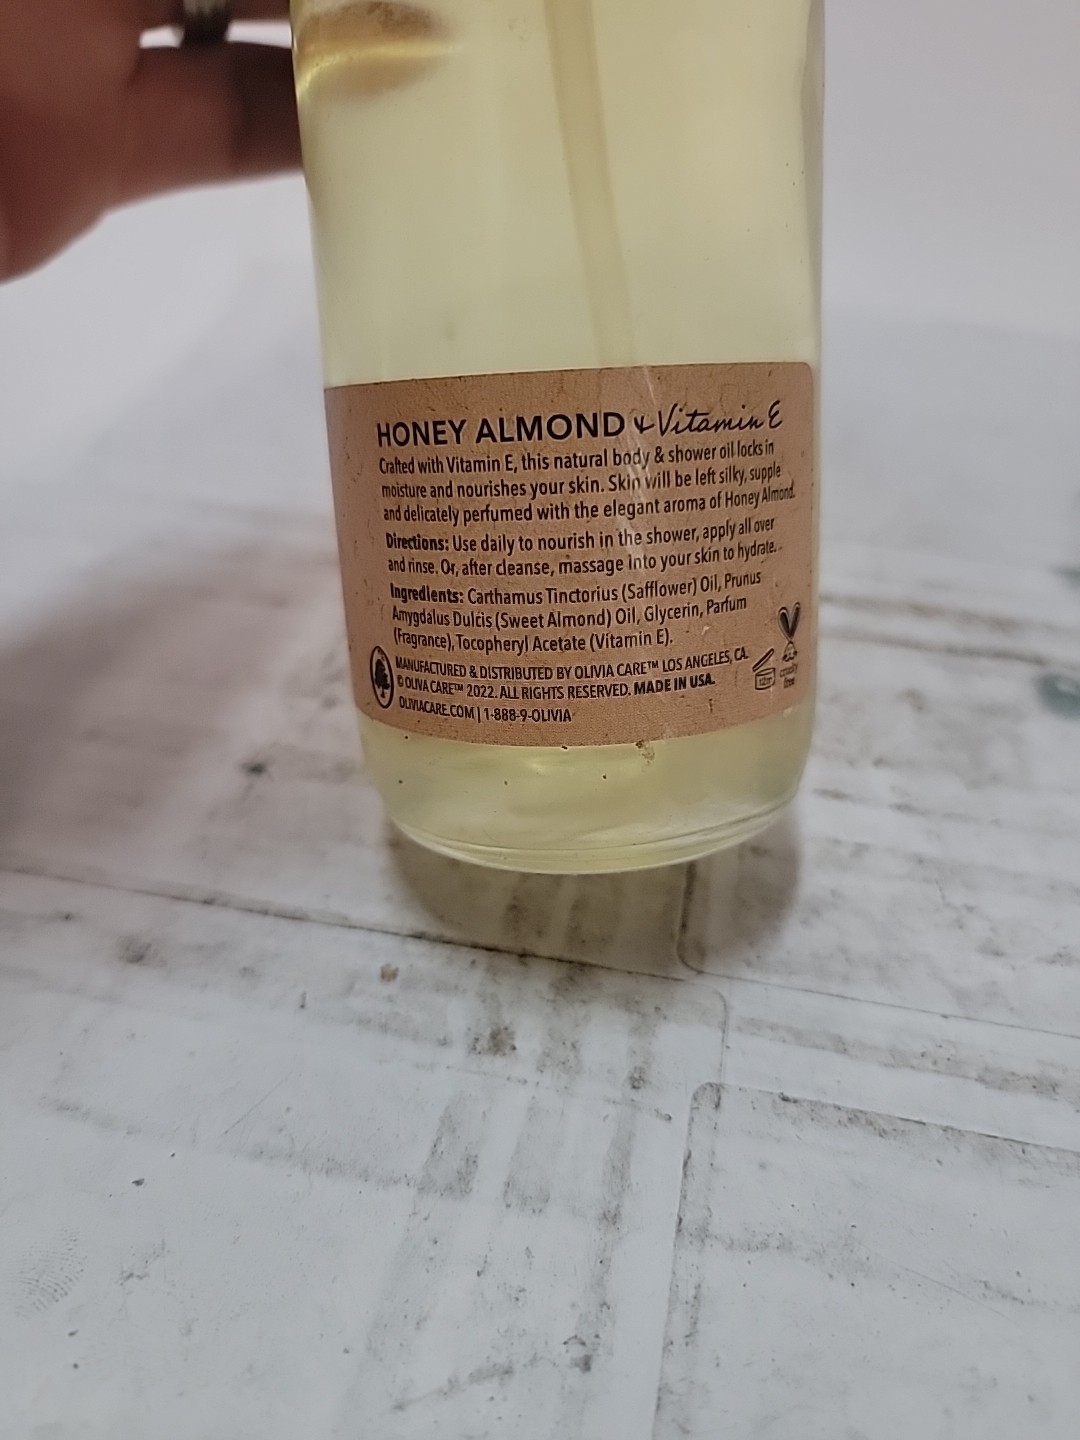 HONEY ALMOND & Vitamin E
Crafted with Vitamin E, this natural body & shower oil locks in
moisture and nourishes your skin. Skin will be left silky, supple
and delicately perfumed with the elegant aroma of Honey Almond.
Directions: Use daily to nourish in the shower, apply all over
and rinse. Or, after cleanse, massage into your skin to hydrate.
Ingredients: Carthamus Tinctorius (Safflower) Oil, Prunus
Amygdalus Dulcis (Sweet Almond) Oil, Glycerin, Parfum
(Fragrance), Tocopheryl Acetate (Vitamin E).
MANUFACTURED & DISTRIBUTED BY OLIVIA CARE™ LOS ANGELES, CA.
© OLIVA CARE™ 2022. ALL RIGHTS RESERVED. MADE IN USA.
OLIVIACARE.COM | 1-888-9-OLIVIA
cruelty
free